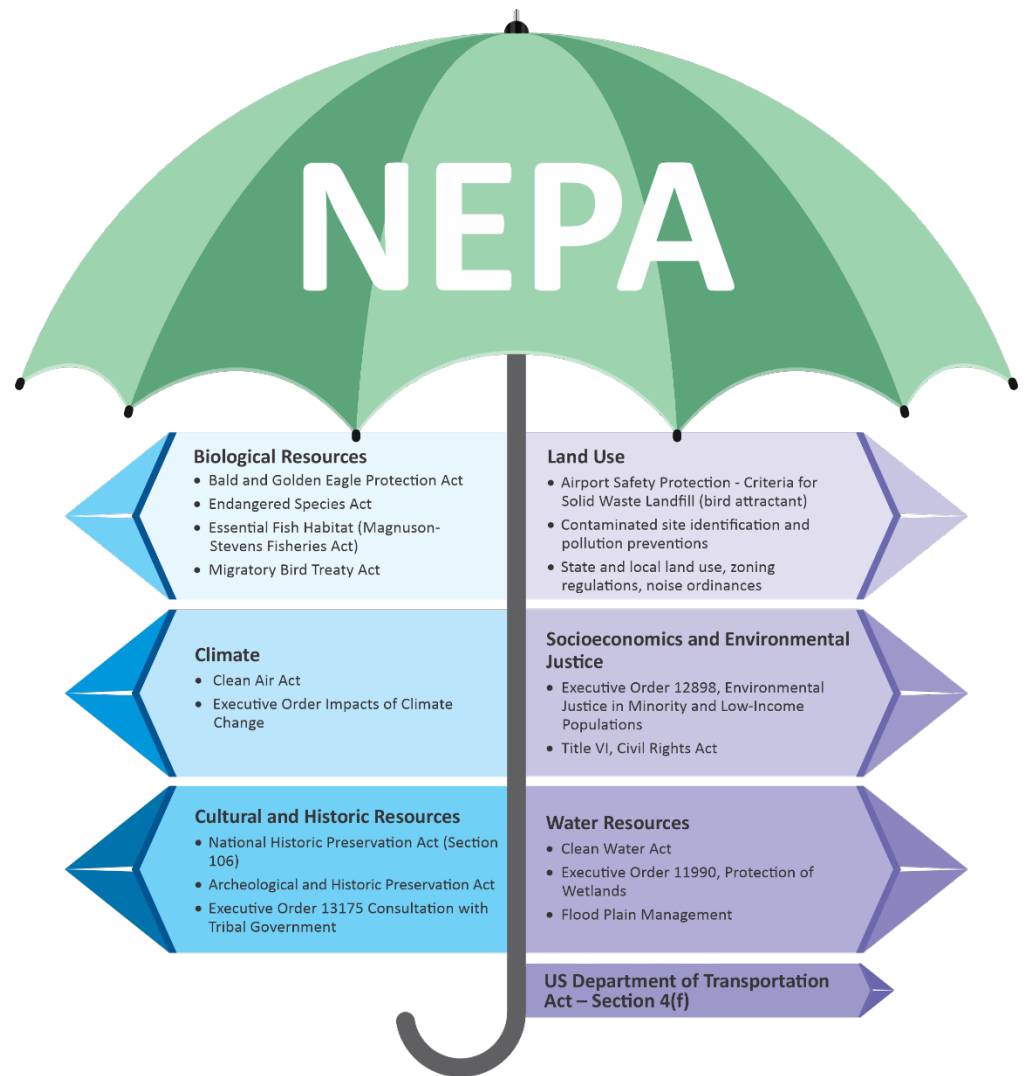 NEPA
Biological Resources
• Bald and Golden Eagle Protection Act
• Endangered Species Act
• Essential Fish Habitat (Magnuson-
Stevens Fisheries Act)
• Migratory Bird Treaty Act
Climate
• Clean Air Act
• Executive Order Impacts of Climate
Change
Cultural and Historic Resources
• National Historic Preservation Act (Section
106)
• Archeological and Historic Preservation Act
• Executive Order 13175 Consultation with
Tribal Government
Land Use
• Airport Safety Protection - Criteria for
Solid Waste Landfill (bird attractant)
• Contaminated site identification and
pollution preventions
• State and local land use, zoning
regulations, noise ordinances
Socioeconomics and Environmental
Justice
• Executive Order 12898, Environmental
Justice in Minority and Low-Income
Populations
• Title VI, Civil Rights Act
Water Resources
• Clean Water Act
• Executive Order 11990, Protection of
Wetlands
• Flood Plain Management
US Department of Transportation
Act – Section 4(f)